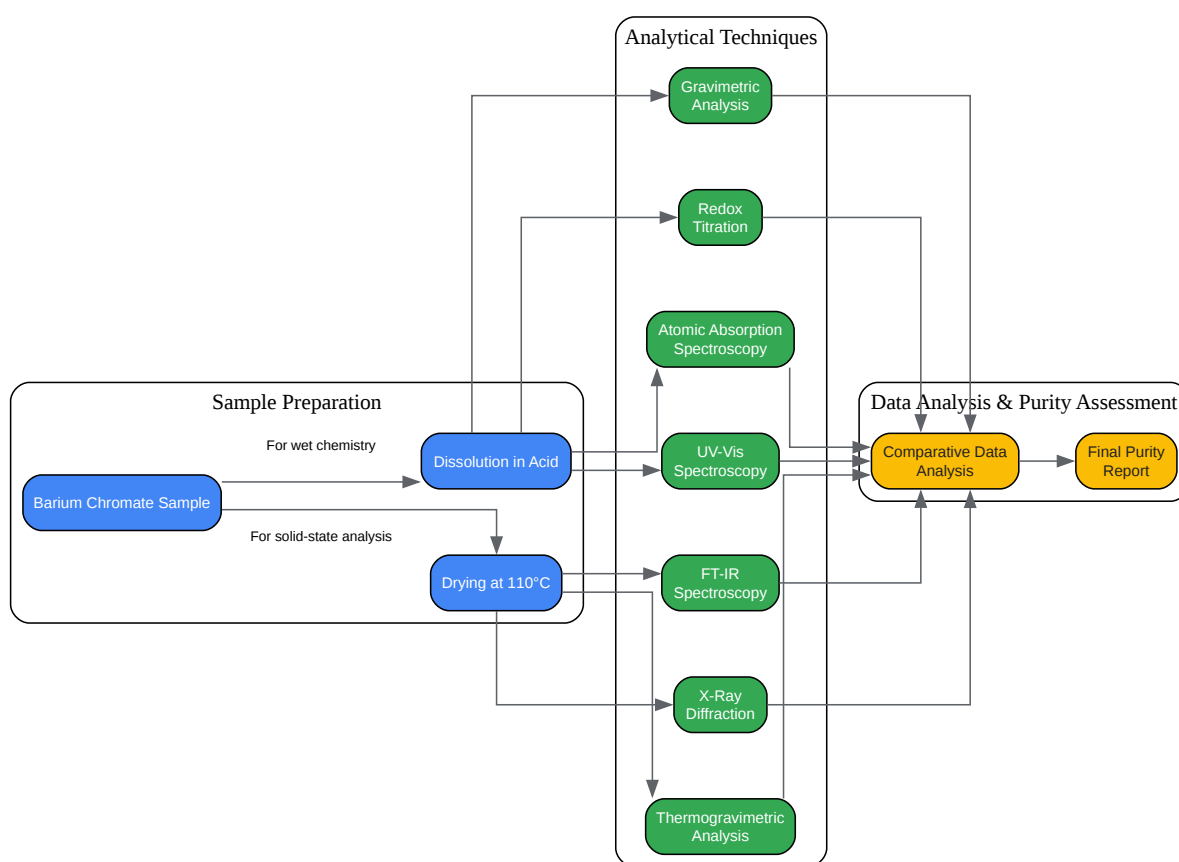 Analytical Techniques
Gravimetric
Analysis
Redox
Titration
Atomic Absorption
Spectroscopy
Sample Preparation
Data Analysis & Purity Assessment
For wet chemistry
Dissolution in Acid
UV-Vis
Spectroscopy
Comparative Data
Analysis
Final Purity
Report
Barium Chromate Sample
For solid-state analysis
Drying at 110°C
FT-IR
Spectroscopy
X-Ray
Diffraction
Thermogravimetric
Analysis